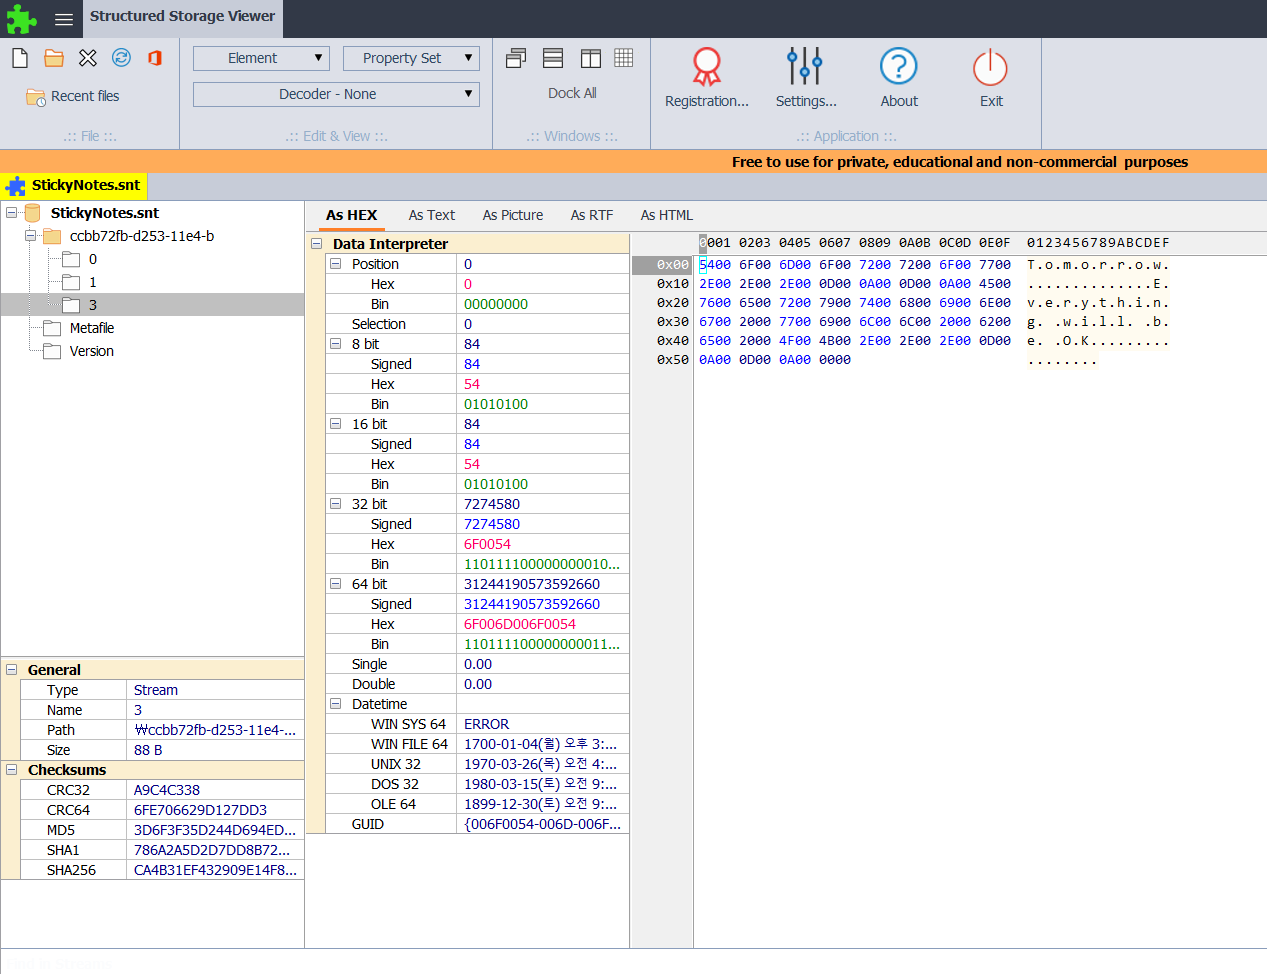 Structured Storage Viewer
Recent files
.:: File ::.
Element
Property Set
Decoder - None
.:: Edit & View ::.
Dock All
.:: Windows ::.
Registration...
Settings...
About
Exit
.:: Application ::.
Free to use for private, educational and non-commercial purposes
StickyNotes.snt
StickyNotes.snt
ccbb72fb-d253-11e4-b
0
1
3
Metafile
Version
General
Type Stream
Name 3
Path ₩ccbb72fb-d253-11e4-...
Size 88 B
Checksums
CRC32 A9C4C338
CRC64 6FE706629D127DD3
MD5 3D6F3F35D244D694ED...
SHA1 786A2A5D2D7DD8B72...
SHA256 CA4B31EF432909E14F8...
As HEX As Text As Picture As RTF As HTML
Data Interpreter
Position 0
Hex 0
Bin 00000000
Selection 0
8 bit 84
Signed 84
Hex 54
Bin 01010100
16 bit 84
Signed 84
Hex 54
Bin 01010100
32 bit 7274580
Signed 7274580
Hex 6F0054
Bin 110111100000000010...
64 bit 31244190573592660
Signed 31244190573592660
Hex 6F006D006F0054
Bin 110111100000000011...
Single 0.00
Double 0.00
Datetime
WIN SYS 64 ERROR
WIN FILE 64 1700-01-04(월) 오후 3:...
UNIX 32 1970-03-26(목) 오전 4:...
DOS 32 1980-03-15(토) 오전 9:...
OLE 64 1899-12-30(토) 오전 9:...
GUID {006F0054-006D-006F...
0001 0203 0405 0607 0809 0A0B 0C0D 0E0F 0123456789ABCDEF
0x00 5400 6F00 6D00 6F00 7200 7200 6F00 7700 T.o.m.o.r.r.o.w.
0x10 2E00 2E00 2E00 0D00 0A00 0D00 0A00 4500 ..............E.
0x20 7600 6500 7200 7900 7400 6800 6900 6E00 v.e.r.y.t.h.i.n.
0x30 6700 2000 7700 6900 6C00 6C00 2000 6200 g. .w.i.l.l. .b.
0x40 6500 2000 4F00 4B00 2E00 2E00 2E00 0D00 e. .O.K.........
0x50 0A00 0D00 0A00 0000 ........